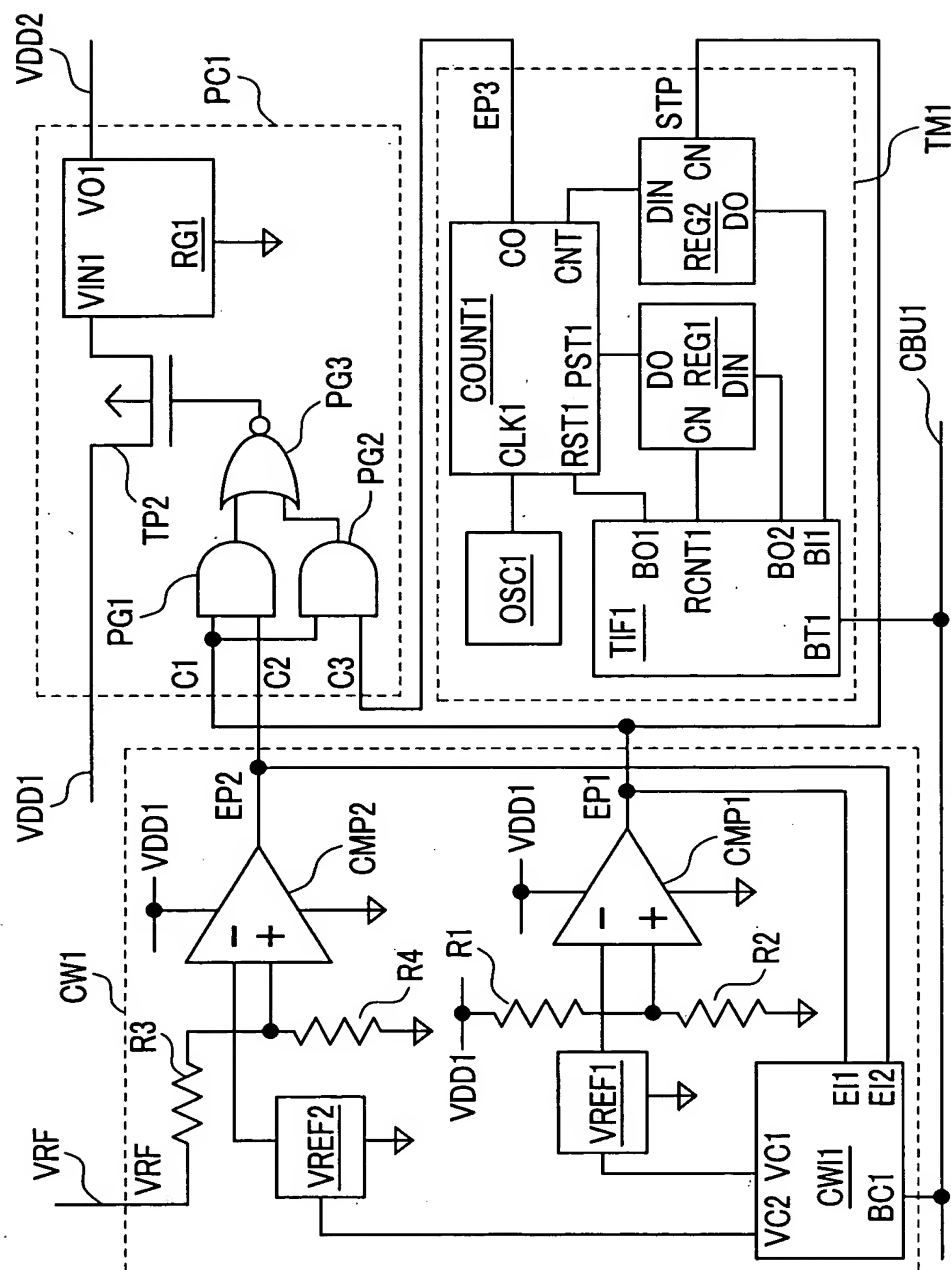 VDD1
VDD2
PC1
VIN1 VO1
RG1
TP2
PG3
PG1
PG2
C1
C2
C3
CW1
VRF
VRF
R3
VDD1
EP2
CMP2
-
+
R4
VREF2
VDD1
R1
VDD1
EP1
CMP1
-
+
R2
VREF1
VC2 VC1
CWI1
EI1
EI2
BC1
EP3
COUNT1
CO
CLK1
CNT
RST1 PST1
OSC1
STP
DIN
CN
REG2
DO
DO
CN REG1
DIN
TIF1
BO1
RCNT1
BO2
BI1
BT1
TM1
CBU1